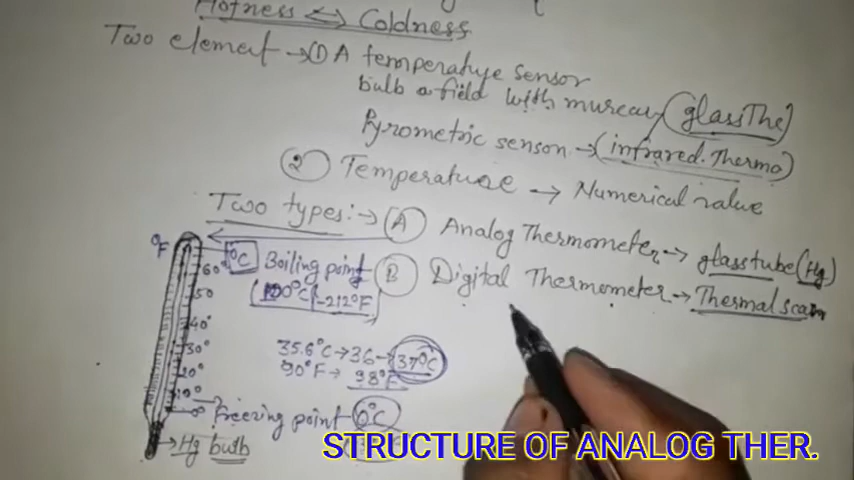 Hotness ↔ Coldness
Two element → ① A temperature sensor
bulb a field with murcury (glassThe)
Pyrometric sensor → (infrared. Thermo)
② Temperature → Numerical value
Two types:→ Ⓐ Analog Thermometer → glasstube (Hg)
°F °C Boiling point Ⓑ Digital Thermometer → Thermal scan
60°
100°C -212°F
50
40°
30° 35.6°C → 36 → 37°C
20° 90°F → 98°F
10°
0° freezing point 0°C
→ Hg bulb
STRUCTURE OF ANALOG THER.